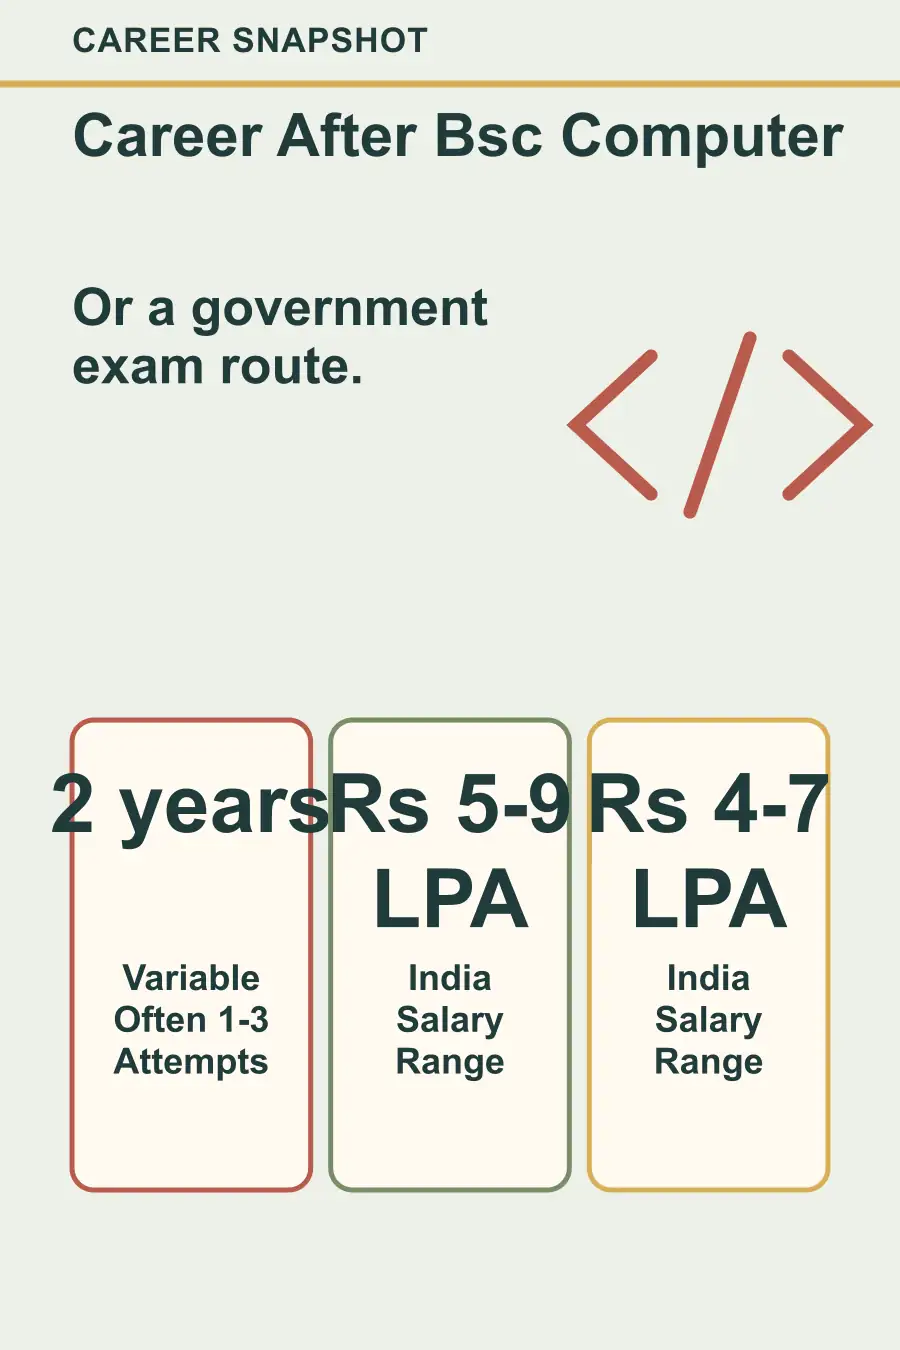 CAREER SNAPSHOT
Career After Bsc Computer
Or a government
exam route.
2 years
Variable
Often 1-3
Attempts
Rs 5-9
LPA
India
Salary
Range
Rs 4-7
LPA
India
Salary
Range